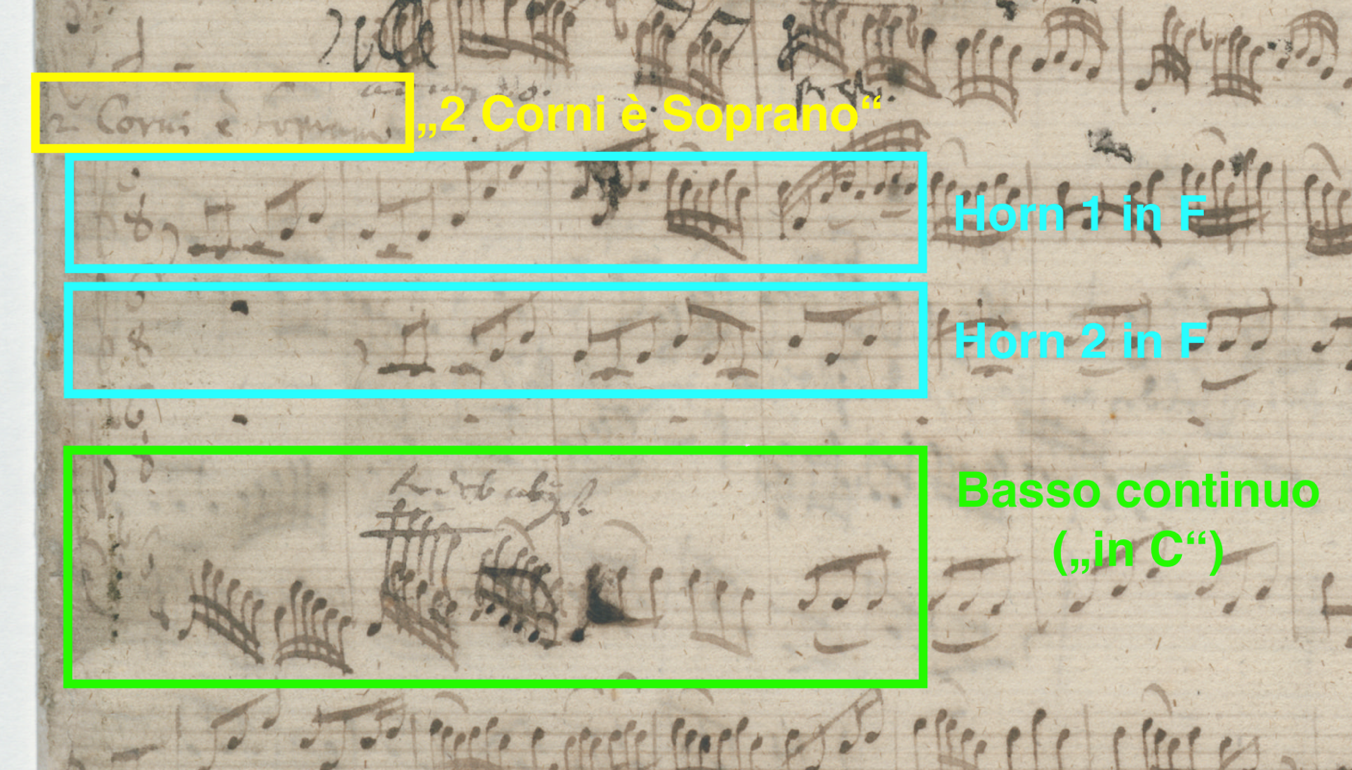 2 Corni è Soprano
„2 Corni è Soprano“
Horn 1 in F
Horn 2 in F
Basso continuo
(„in C“)